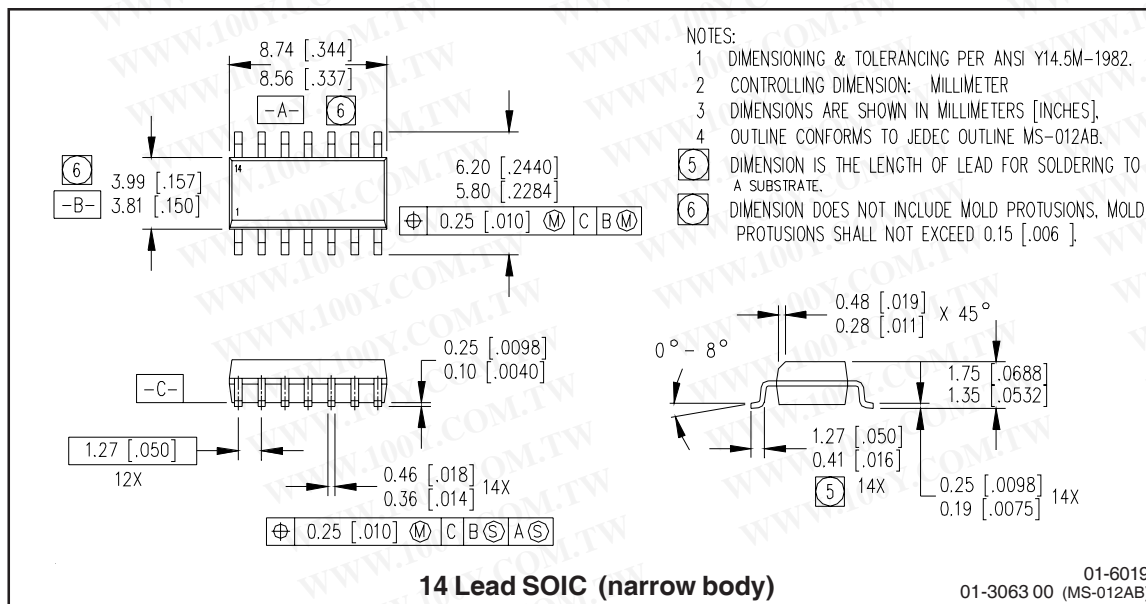 8.74 [.344]
8.56 [.337]
-A- 6
6
3.99 [.157]
3.81 [.150]
-B-
14
1
6.20 [.2440]
5.80 [.2284]
⌖ 0.25 [.010] Ⓜ C B Ⓜ
NOTES:
1 DIMENSIONING & TOLERANCING PER ANSI Y14.5M-1982.
2 CONTROLLING DIMENSION: MILLIMETER
3 DIMENSIONS ARE SHOWN IN MILLIMETERS [INCHES].
4 OUTLINE CONFORMS TO JEDEC OUTLINE MS-012AB.
5 DIMENSION IS THE LENGTH OF LEAD FOR SOLDERING TO
A SUBSTRATE.
6 DIMENSION DOES NOT INCLUDE MOLD PROTUSIONS, MOLD
PROTUSIONS SHALL NOT EXCEED 0.15 [.006 ].
-C-
0.25 [.0098]
0.10 [.0040]
1.27 [.050]
12X
0.46 [.018]
0.36 [.014] 14X
⌖ 0.25 [.010] Ⓜ C B Ⓢ A Ⓢ
0.48 [.019]
0.28 [.011] X 45°
0° - 8°
1.75 [.0688]
1.35 [.0532]
1.27 [.050]
0.41 [.016]
5 14X
0.25 [.0098]
0.19 [.0075] 14X
14 Lead SOIC (narrow body)
01-6019
01-3063 00 (MS-012AB)
WWW.100Y.COM.TW